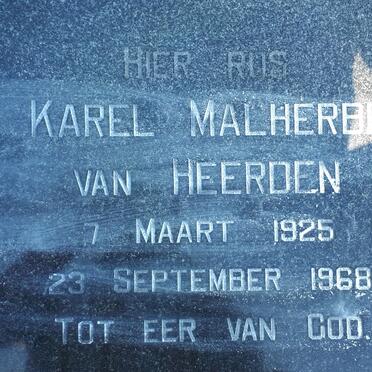 HIER RUS
KAREL MALHERBE
VAN HEERDEN
7 MAART 1925
23 SEPTEMBER 1968
TOT EER VAN GOD.